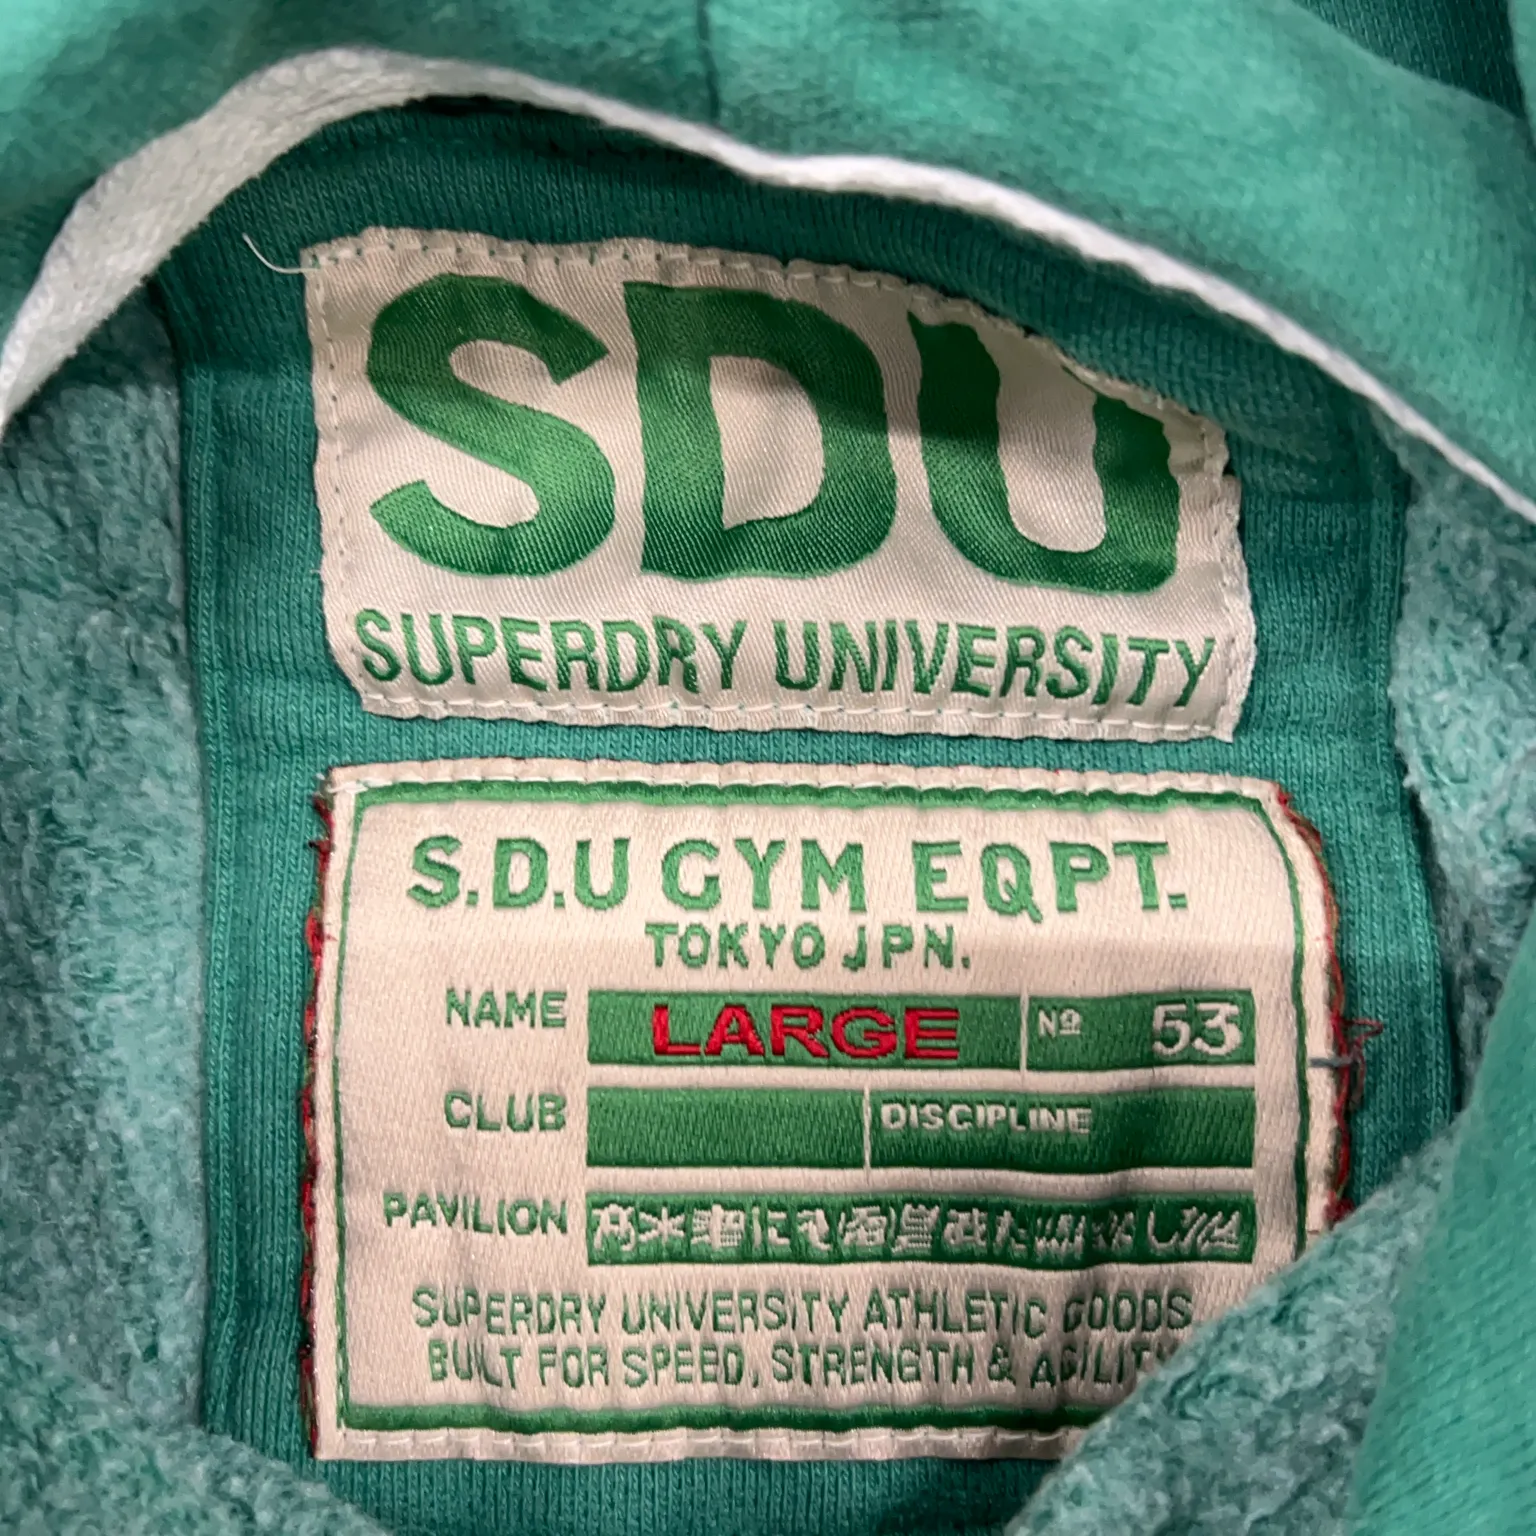 SDU
SUPERDRY UNIVERSITY
S.D.U GYM EQPT.
TOKYO JPN.
NAME LARGE Nº 53
CLUB DISCIPLINE
PAVILION
SUPERDRY UNIVERSITY ATHLETIC GOODS
BUILT FOR SPEED, STRENGTH & AGILITY